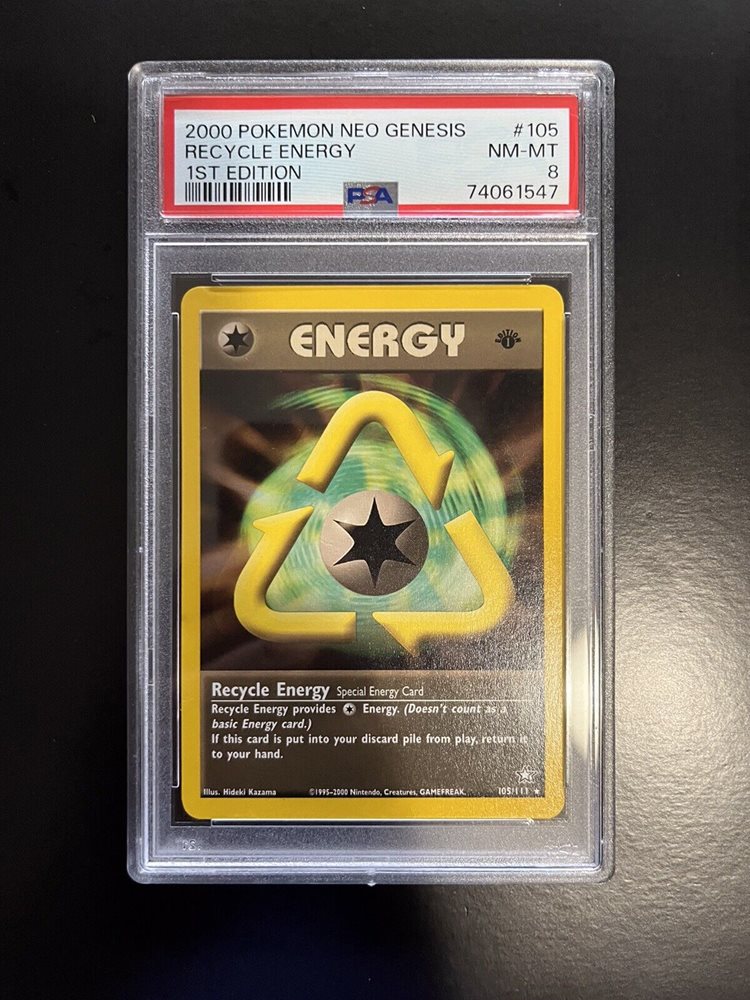 2000 POKEMON NEO GENESIS #105
RECYCLE ENERGY NM-MT
1ST EDITION 8
PSA 74061547
ENERGY
EDITION 1
Recycle Energy Special Energy Card
Recycle Energy provides Energy. (Doesn't count as a
basic Energy card.)
If this card is put into your discard pile from play, return it
to your hand.
Illus. Hideki Kazama ©1995-2000 Nintendo, Creatures, GAMEFREAK. 105/111 ★